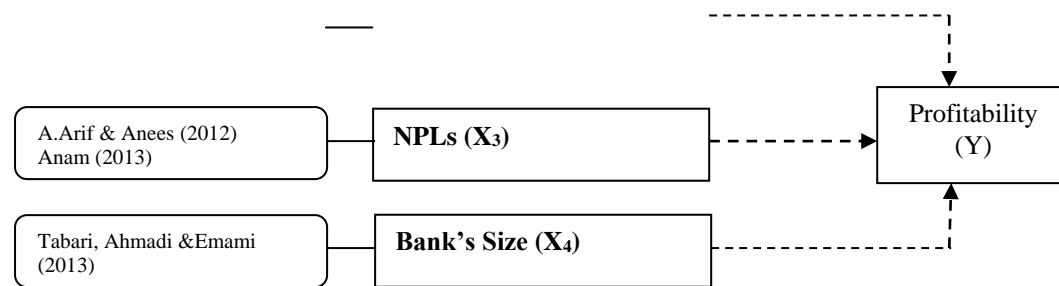 A.Arif & Anees (2012)
Anam (2013)
NPLs (X₃)
Profitability
(Y)
Tabari, Ahmadi &Emami
(2013)
Bank's Size (X₄)